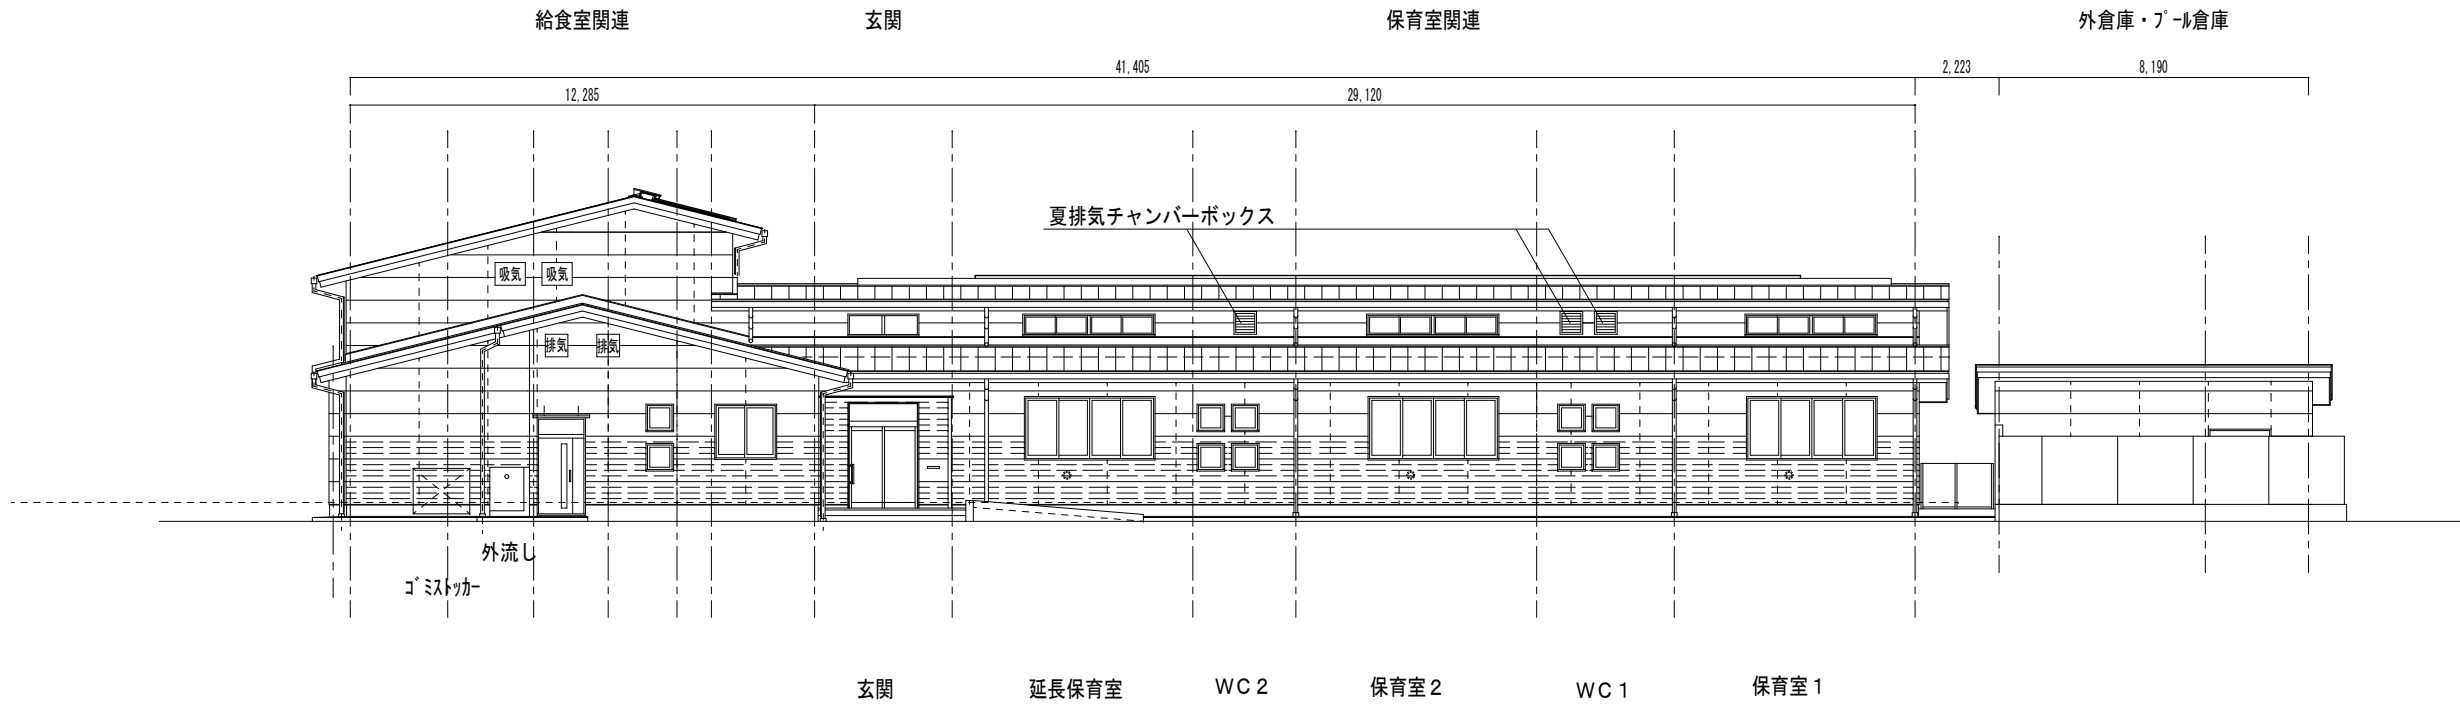 給食室関連
玄関
保育室関連
外倉庫・ﾌﾟｰﾙ倉庫
41,405
2,223
8,190
12,285
29,120
夏排気チャンバーボックス
吸気
吸気
排気
排気
外流し
ｺﾞﾐｽﾄｯｶｰ
玄関
延長保育室
ＷＣ２
保育室２
ＷＣ１
保育室１